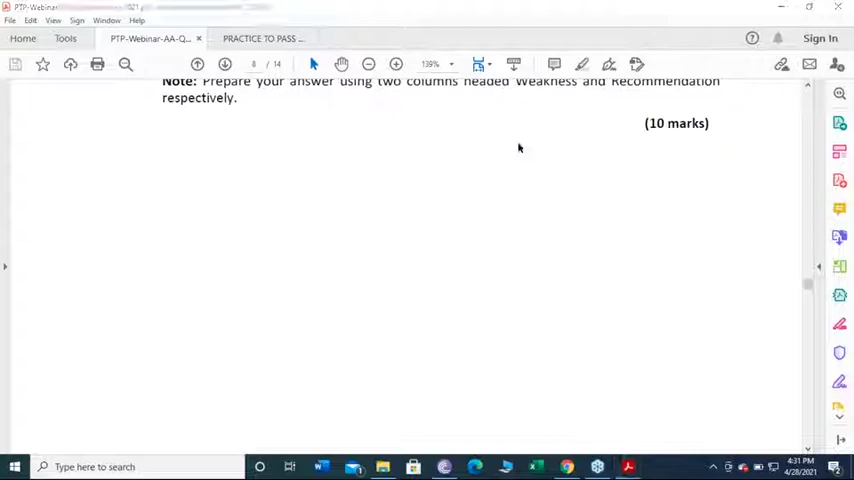 File Edit View Sign Window Help
Home Tools PTP-Webinar-AA-Q... × PRACTICE TO PASS ... Sign In
8 / 14 139%
Note: Prepare your answer using two columns headed Weakness and Recommendation
respectively.
(10 marks)
Type here to search
4:31 PM
4/28/2021